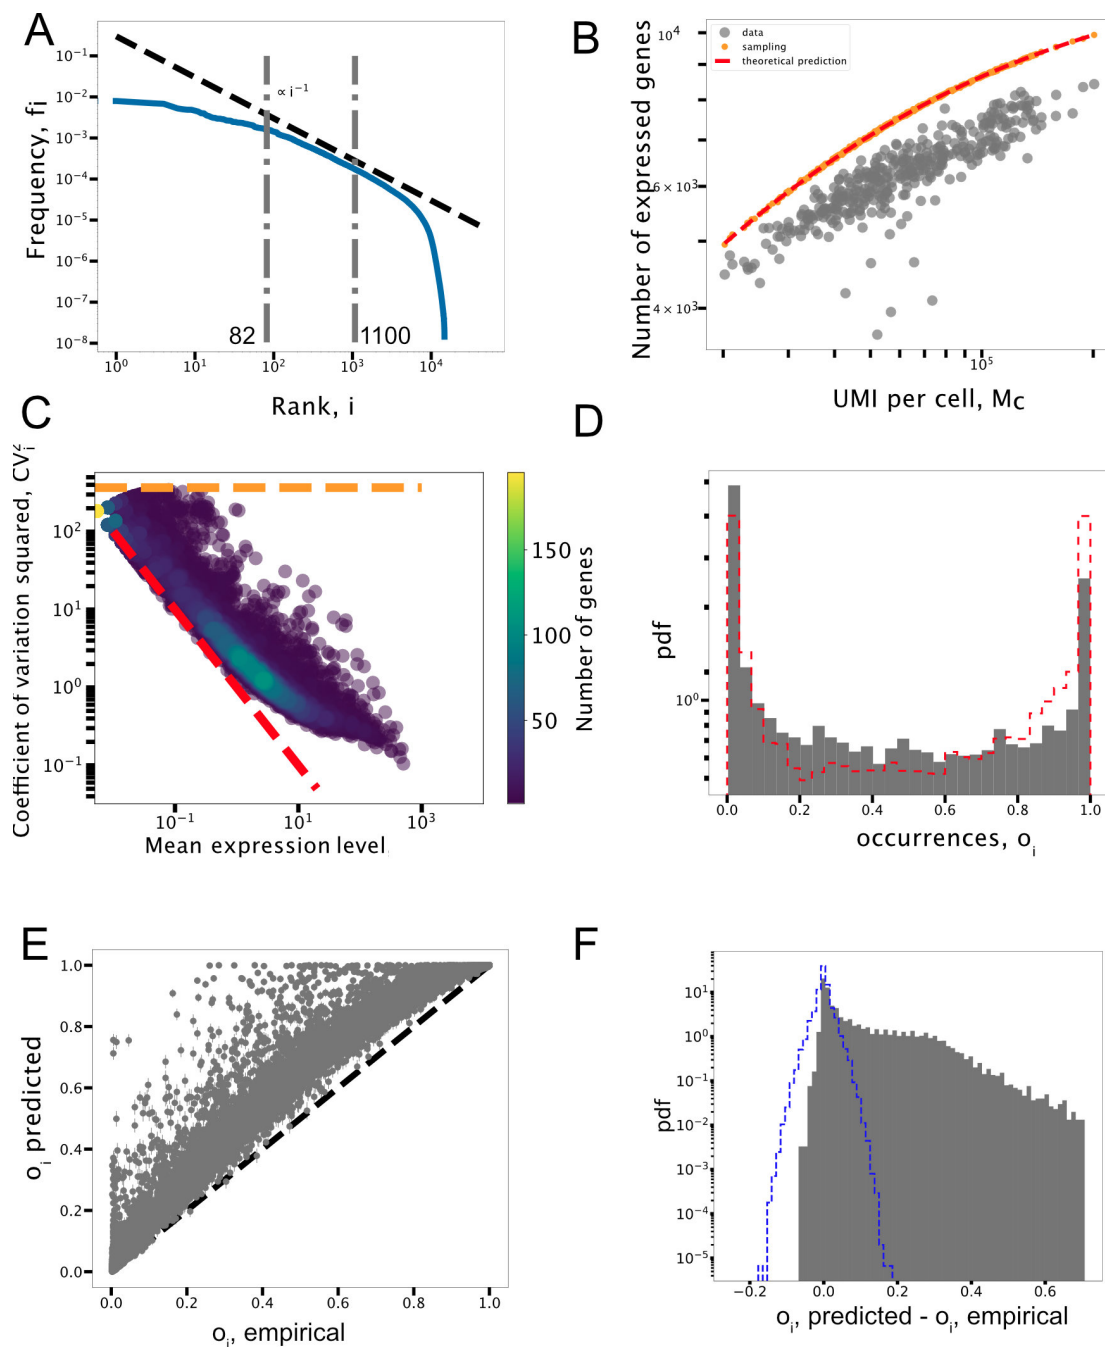 A
Frequency, fᵢ
10⁻¹
10⁻²
10⁻³
10⁻⁴
10⁻⁵
10⁻⁶
10⁻⁷
10⁻⁸
∝ i⁻¹
82
1100
10⁰
10¹
10²
10³
10⁴
Rank, i
B
Number of expressed genes
10⁴
6 × 10³
4 × 10³
data
sampling
theoretical prediction
10⁵
UMI per cell, Mc
C
Coefficient of variation squared, CVᵢ²
10²
10¹
10⁰
10⁻¹
10⁻¹
10¹
10³
Mean expression level
150
100
50
Number of genes
D
pdf
10⁰
0.0
0.2
0.4
0.6
0.8
1.0
occurrences, oᵢ
E
oᵢ predicted
1.0
0.8
0.6
0.4
0.2
0.0
0.0
0.2
0.4
0.6
0.8
1.0
oᵢ, empirical
F
pdf
10²
10¹
10⁰
10⁻¹
10⁻²
10⁻³
10⁻⁴
10⁻⁵
−0.2
0.0
0.2
0.4
0.6
oᵢ, predicted - oᵢ, empirical